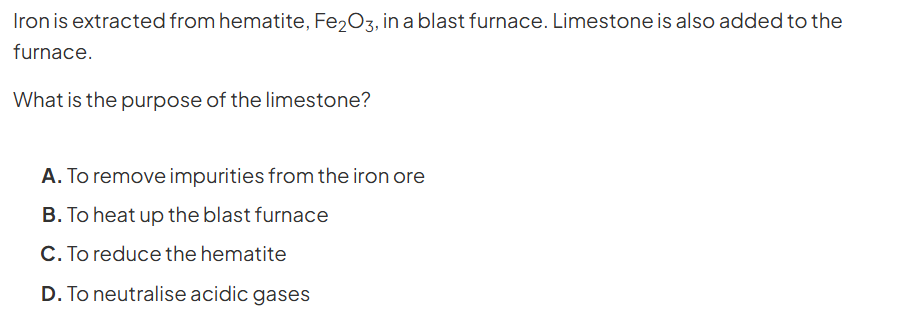 Iron is extracted from hematite, Fe₂O₃, in a blast furnace. Limestone is also added to the
furnace.
What is the purpose of the limestone?
A. To remove impurities from the iron ore
B. To heat up the blast furnace
C. To reduce the hematite
D. To neutralise acidic gases